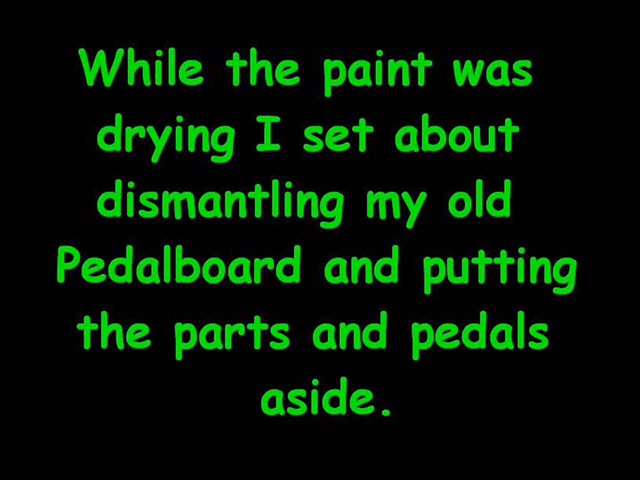 While the paint was
drying I set about
dismantling my old
Pedalboard and putting
the parts and pedals
aside.